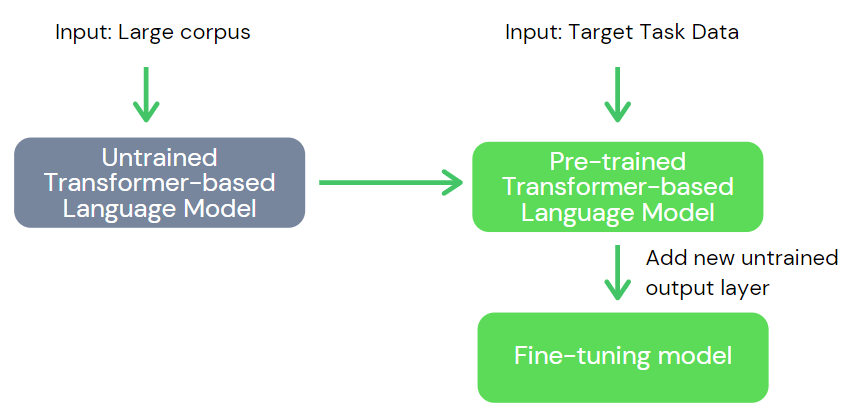 Input: Large corpus
Input: Target Task Data
Untrained
Transformer-based
Language Model
Pre-trained
Transformer-based
Language Model
Add new untrained
output layer
Fine-tuning model